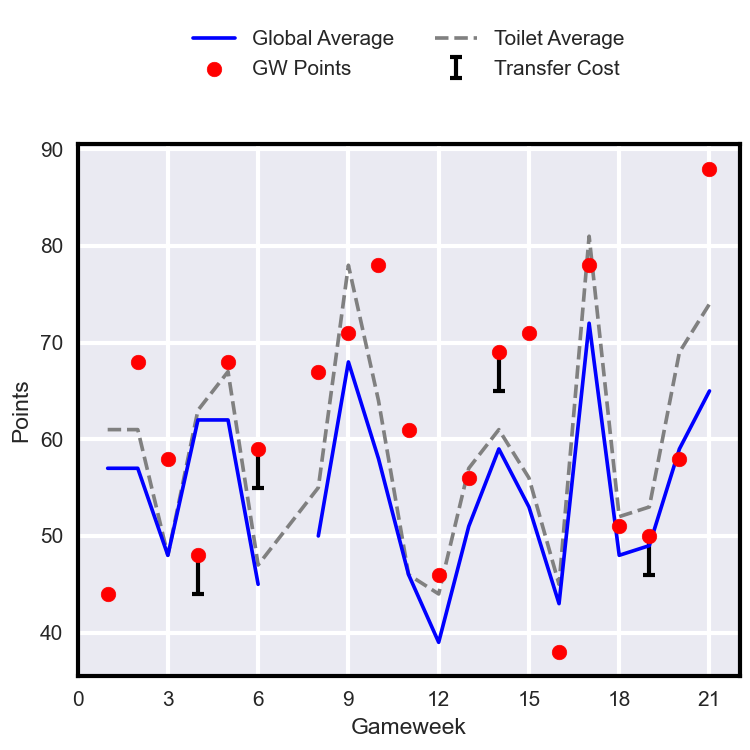 Global Average
Toilet Average
GW Points
Transfer Cost
90
80
70
60
50
40
Points
0 3 6 9 12 15 18 21
Gameweek